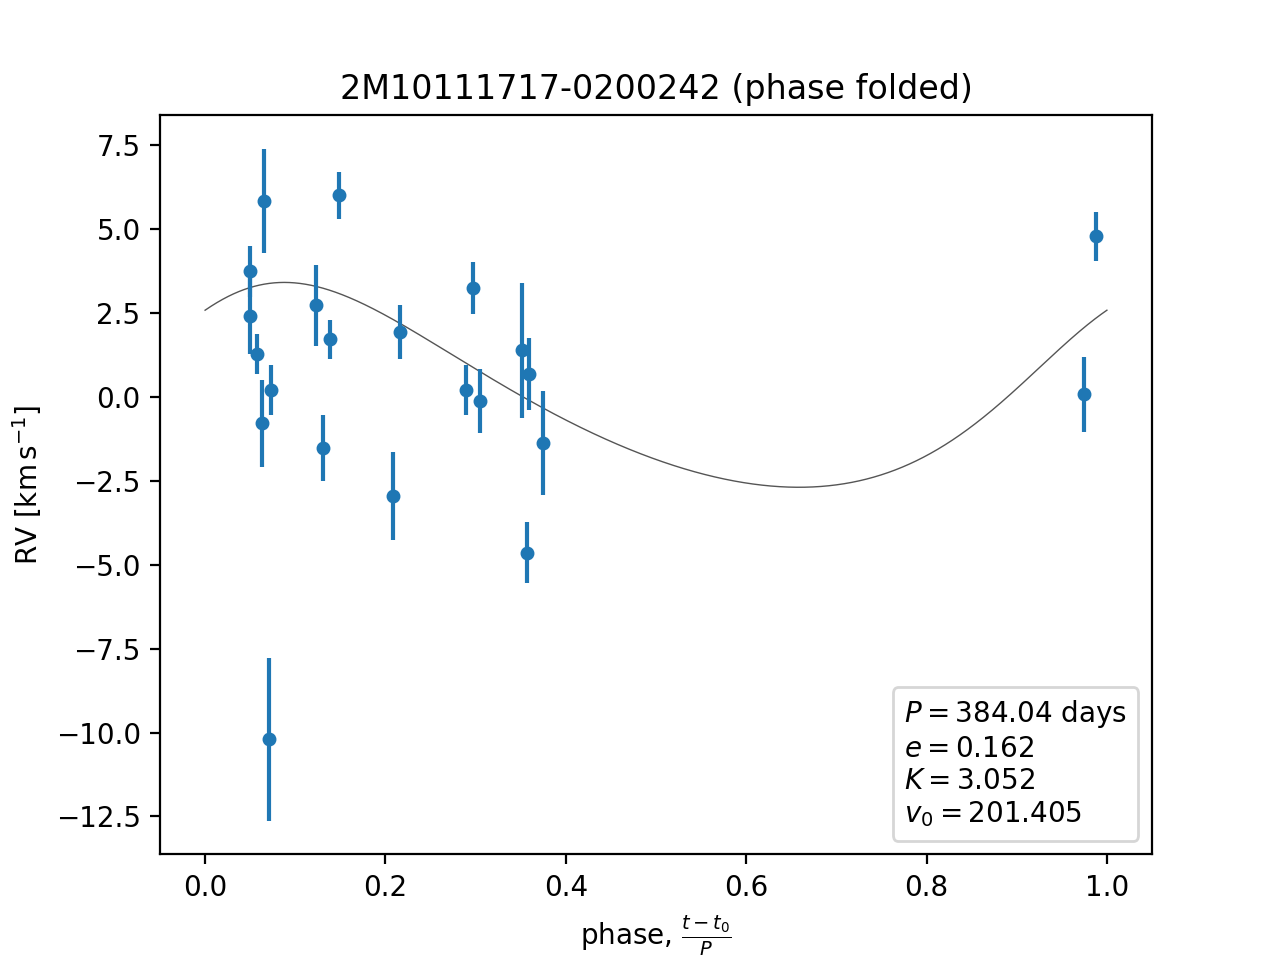 2M10111717-0200242 (phase folded)
RV [km s⁻¹]
7.5
5.0
2.5
0.0
−2.5
−5.0
−7.5
−10.0
−12.5
P = 384.04 days
e = 0.162
K = 3.052
v₀ = 201.405
0.0 0.2 0.4 0.6 0.8 1.0
phase, (t − t₀)/P